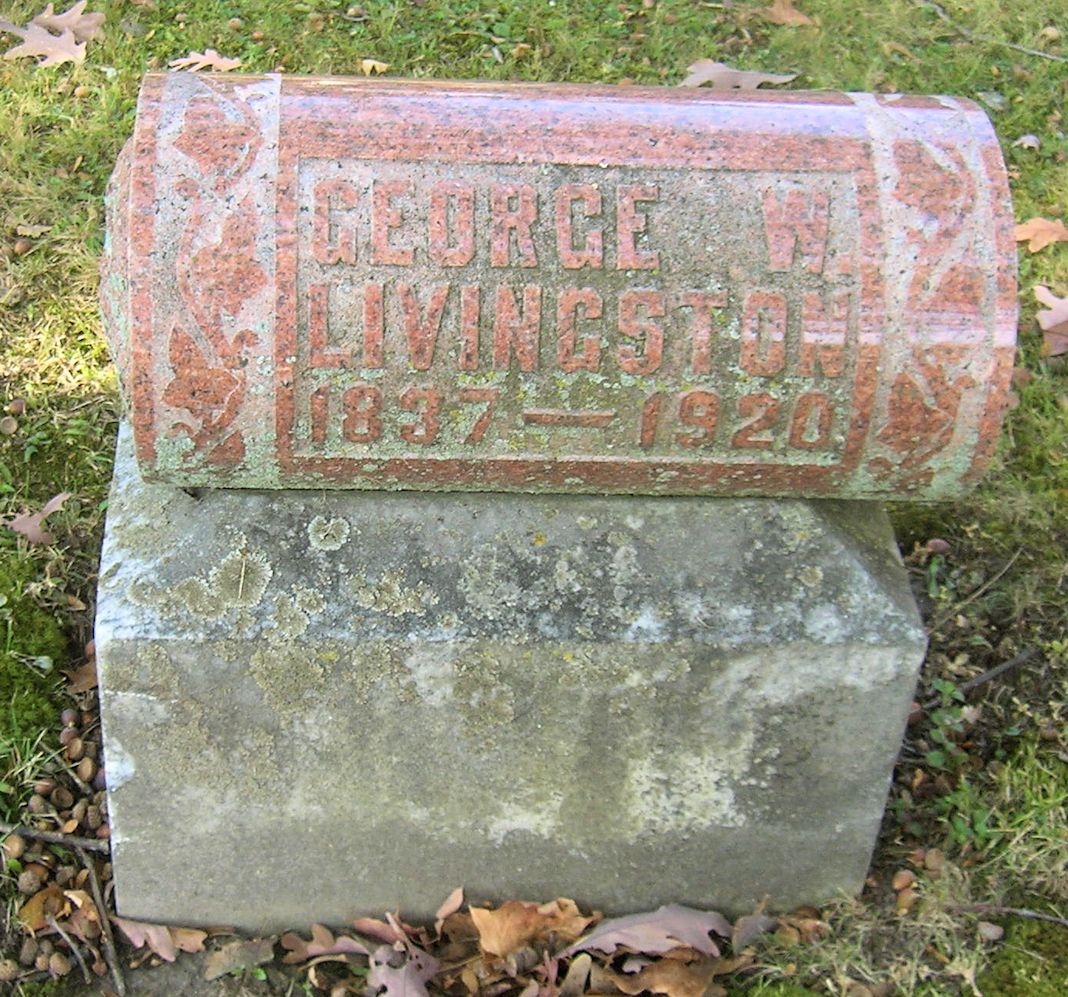 GEORGE W.
LIVINGSTON
1837 — 1920